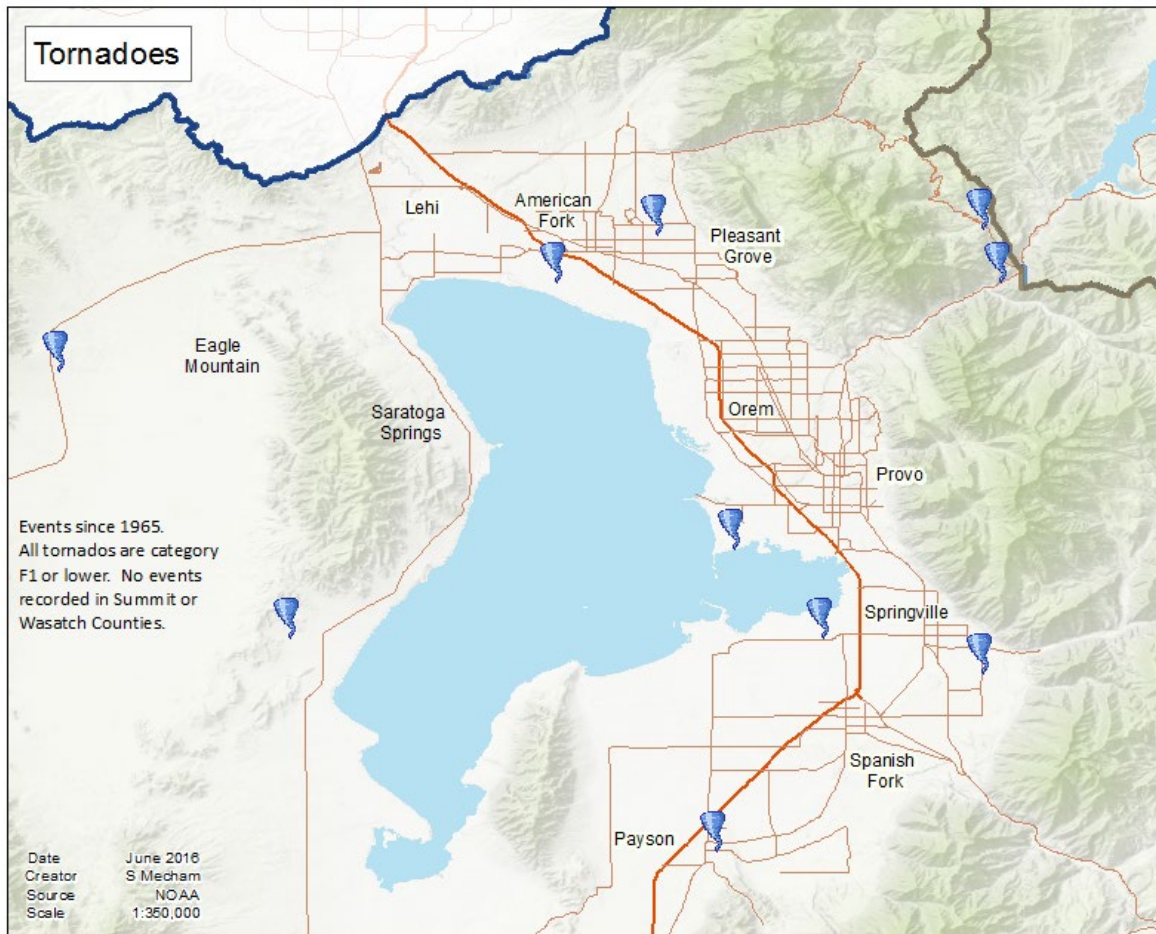 Tornadoes
Lehi
American
Fork
Pleasant
Grove
Eagle
Mountain
Saratoga
Springs
Orem
Provo
Events since 1965.
All tornados are category
F1 or lower.  No events
recorded in Summit or
Wasatch Counties.
Springville
Spanish
Fork
Payson
Date June 2016
Creator S Mecham
Source NOAA
Scale 1:350,000